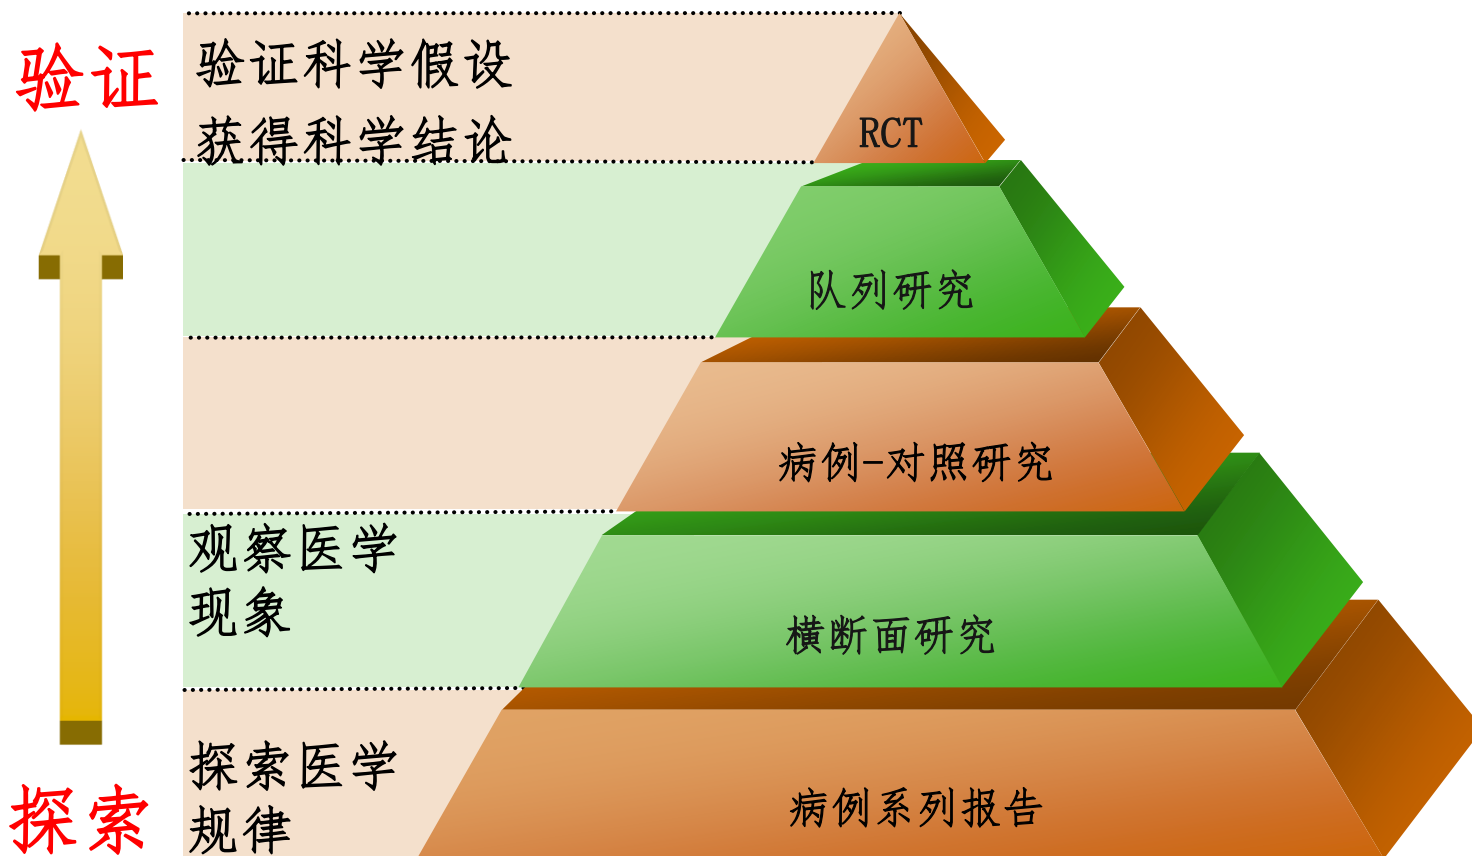 验证
验证科学假设
获得科学结论
RCT
队列研究
病例-对照研究
观察医学
现象
横断面研究
探索医学
规律
病例系列报告
探索